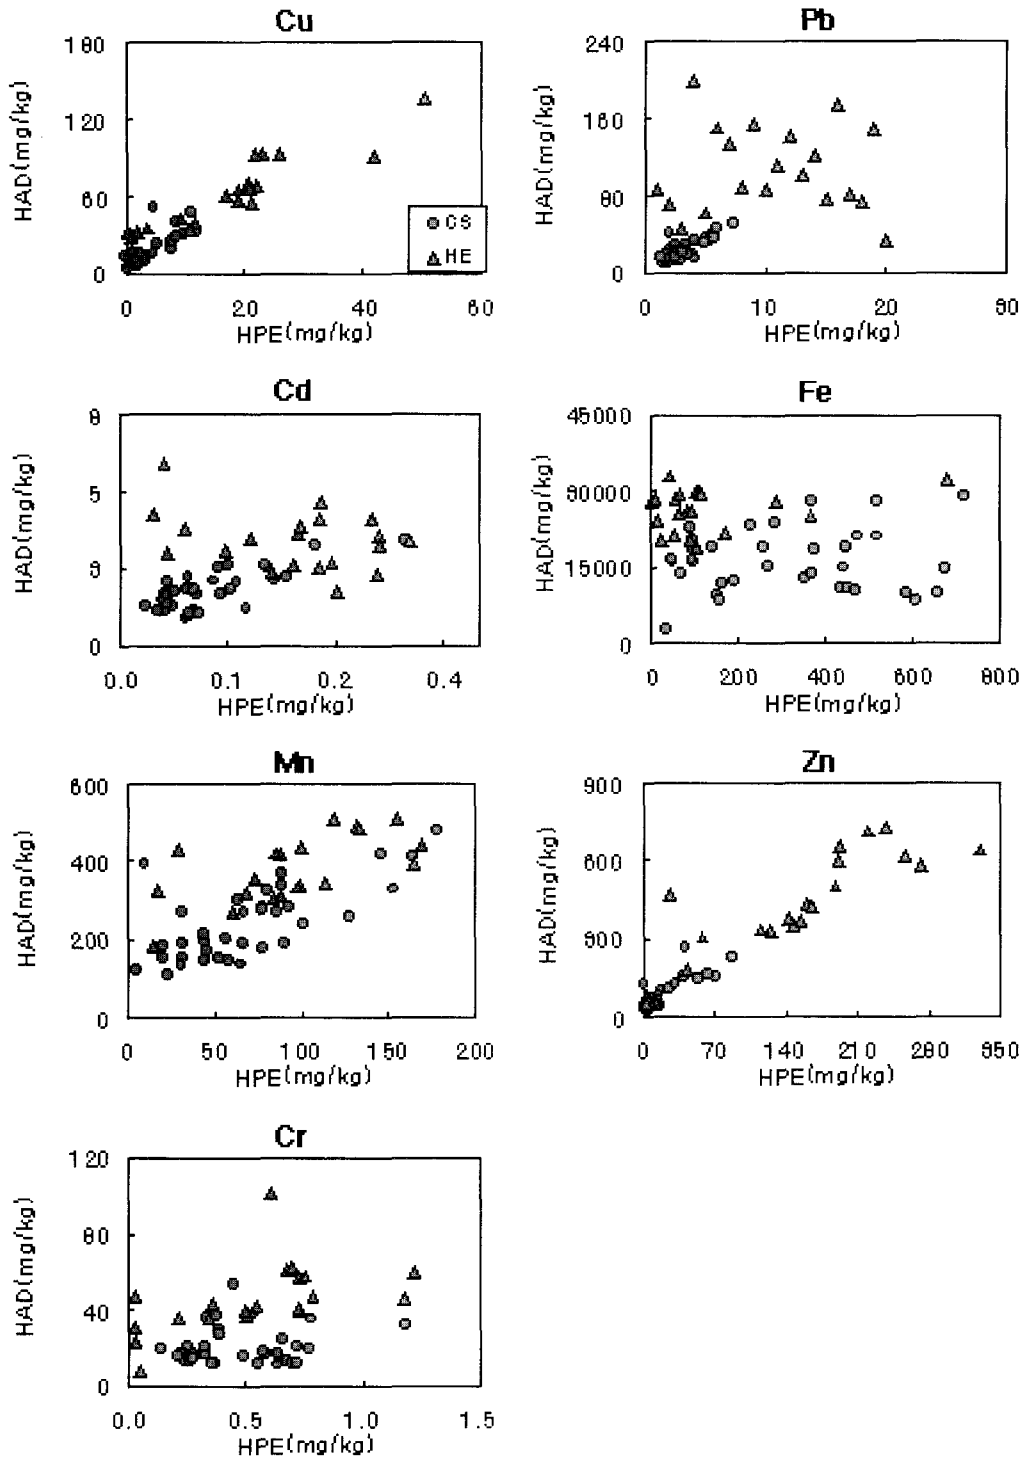 Cu
180
120
60
0
HAD(mg/kg)
CS
HE
0 20 40 60
HPE(mg/kg)
Pb
240
160
80
0
HAD(mg/kg)
0 10 20 30
HPE(mg/kg)
Cd
8
5
3
0
HAD(mg/kg)
0.0 0.1 0.2 0.4
HPE(mg/kg)
Fe
45000
30000
15000
0
HAD(mg/kg)
0 200 400 600 800
HPE(mg/kg)
Mn
600
400
200
0
HAD(mg/kg)
0 50 100 150 200
HPE(mg/kg)
Zn
900
600
300
0
HAD(mg/kg)
0 70 140 210 280 350
HPE(mg/kg)
Cr
120
80
40
0
HAD(mg/kg)
0.0 0.5 1.0 1.5
HPE(mg/kg)